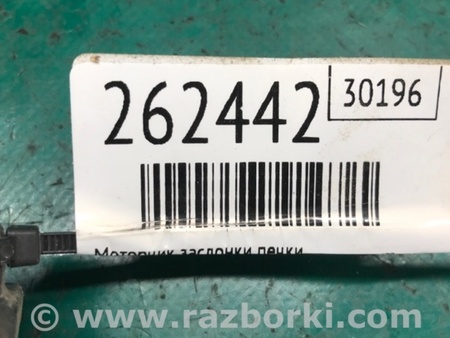 262442
30196
Моторчик заслонки печки
© www.razborki.com